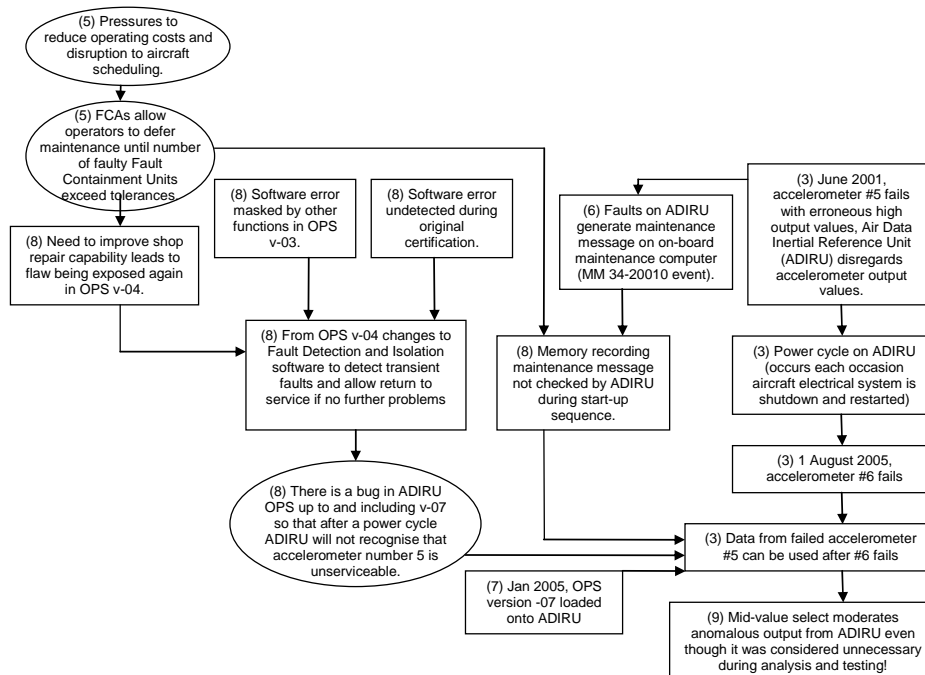 (5) Pressures to
reduce operating costs and
disruption to aircraft
scheduling.
(5) FCAs allow
operators to defer
maintenance until number
of faulty Fault
Containment Units
exceed tolerances.
(8) Need to improve shop
repair capability leads to
flaw being exposed again
in OPS v-04.
(8) Software error
masked by other
functions in OPS
v-03.
(8) Software error
undetected during
original
certification.
(6) Faults on ADIRU
generate maintenance
message on on-board
maintenance computer
(MM 34-20010 event).
(3) June 2001,
accelerometer #5 fails
with erroneous high
output values, Air Data
Inertial Reference Unit
(ADIRU) disregards
accelerometer output
values.
(8) From OPS v-04 changes to
Fault Detection and Isolation
software to detect transient
faults and allow return to
service if no further problems
(8) Memory recording
maintenance message
not checked by ADIRU
during start-up
sequence.
(3) Power cycle on ADIRU
(occurs each occasion
aircraft electrical system is
shutdown and restarted)
(3) 1 August 2005,
accelerometer #6 fails
(8) There is a bug in ADIRU
OPS up to and including v-07
so that after a power cycle
ADIRU will not recognise that
accelerometer number 5 is
unserviceable.
(3) Data from failed accelerometer
#5 can be used after #6 fails
(7) Jan 2005, OPS
version -07 loaded
onto ADIRU
(9) Mid-value select moderates
anomalous output from ADIRU even
though it was considered unnecessary
during analysis and testing!